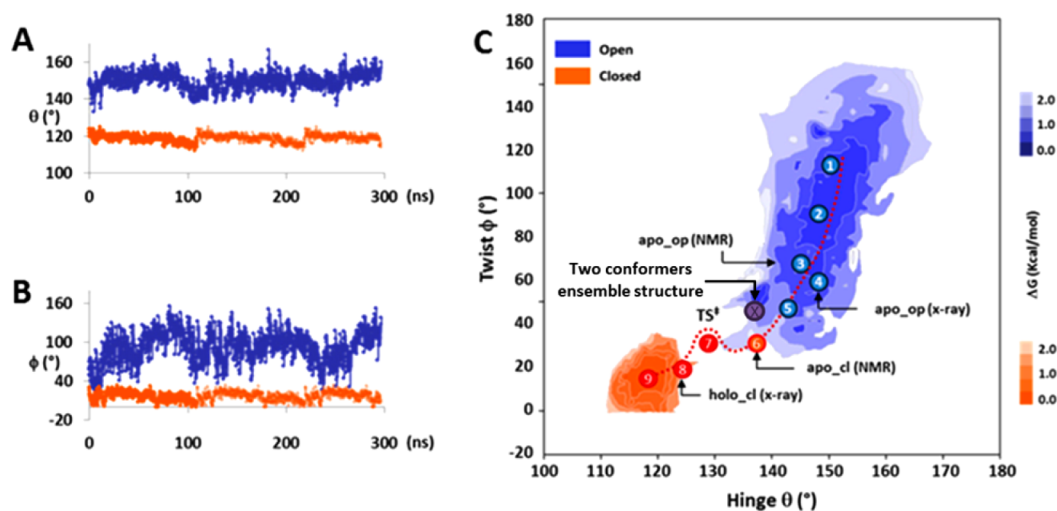 A
160
θ
140
(°)
120
100
0
100
200
300
(ns)
B
160
100
ϕ
(°)
40
-20
0
100
200
300
(ns)
C
180
160
140
120
100
80
60
40
20
0
-20
Twist ϕ (°)
Open
Closed
1
2
apo_op (NMR)
3
4
Two conformers
ensemble structure
X
5
apo_op (x-ray)
TS‡
7
6
apo_cl (NMR)
8
9
holo_cl (x-ray)
100
120
130
140
150
160
170
180
Hinge θ (°)
2.0
1.0
0.0
ΔG (Kcal/mol)
2.0
1.0
0.0